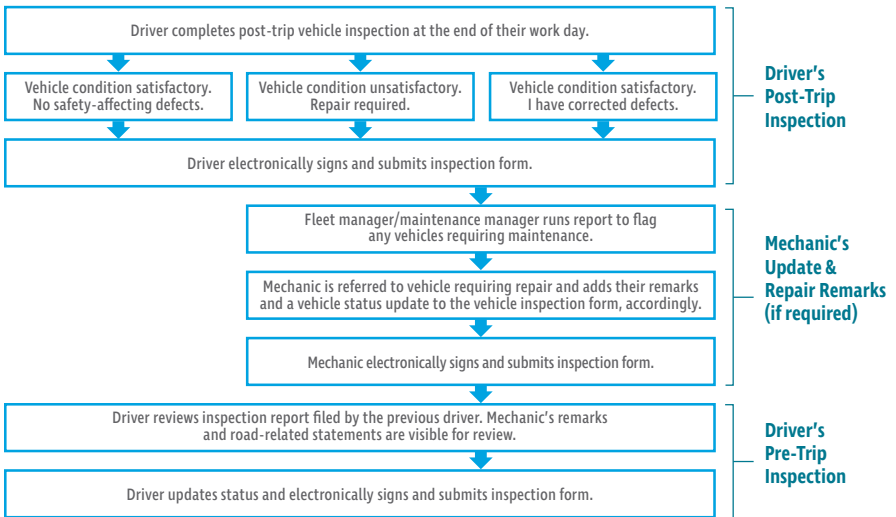 Driver completes post-trip vehicle inspection at the end of their work day.
Vehicle condition satisfactory.
No safety-affecting defects.
Vehicle condition unsatisfactory.
Repair required.
Vehicle condition satisfactory.
I have corrected defects.
Driver electronically signs and submits inspection form.
Driver's
Post-Trip
Inspection
Fleet manager/maintenance manager runs report to flag
any vehicles requiring maintenance.
Mechanic is referred to vehicle requiring repair and adds their remarks
and a vehicle status update to the vehicle inspection form, accordingly.
Mechanic electronically signs and submits inspection form.
Mechanic's
Update &
Repair Remarks
(if required)
Driver reviews inspection report filed by the previous driver. Mechanic's remarks
and road-related statements are visible for review.
Driver updates status and electronically signs and submits inspection form.
Driver's
Pre-Trip
Inspection